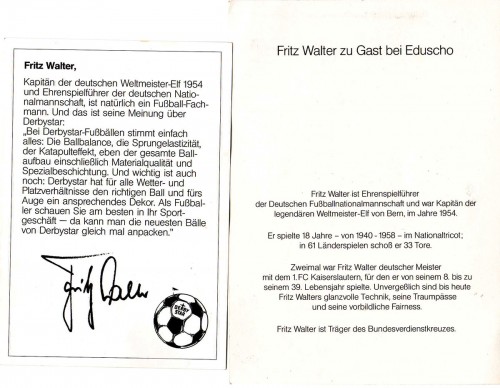 Fritz Walter,
Kapitän der deutschen Weltmeister-Elf 1954
und Ehrenspielführer der deutschen Natio-
nalmannschaft, ist natürlich ein Fußball-Fach-
mann. Und das ist seine Meinung über
Derbystar:
„Bei Derbystar-Fußbällen stimmt einfach
alles: Die Ballbalance, die Sprungelastizität,
der Katapulteffekt, eben der gesamte Ball-
aufbau einschließlich Materialqualität und
Spezialbeschichtung. Und wichtig ist
auch noch: Derbystar hat für alle Wetter- und
Platzverhältnisse den richtigen Ball und fürs
Auge ein ansprechendes Dekor. Als Fußbal-
ler schauen Sie am besten in Ihr Sport-
geschäft – da kann man die neuesten Bälle
von Derbystar gleich mal anpacken."
Fritz Walter
DERBY
STAR
Fritz Walter zu Gast bei Eduscho
Fritz Walter ist Ehrenspielführer
der Deutschen Fußballnationalmannschaft und war Kapitän der
legendären Weltmeister-Elf von Bern, im Jahre 1954.
Er spielte 18 Jahre – von 1940 - 1958 – im Nationaltricot;
in 61 Länderspielen schoß er 33 Tore.
Zweimal war Fritz Walter deutscher Meister
mit dem 1. FC Kaiserslautern, für den er von seinem 8. bis zu
seinem 39. Lebensjahr spielte. Unvergeßlich sind bis heute
Fritz Walters glanzvolle Technik, seine Traumpässe
und seine vorbildliche Fairness.
Fritz Walter ist Träger des Bundesverdienstkreuzes.